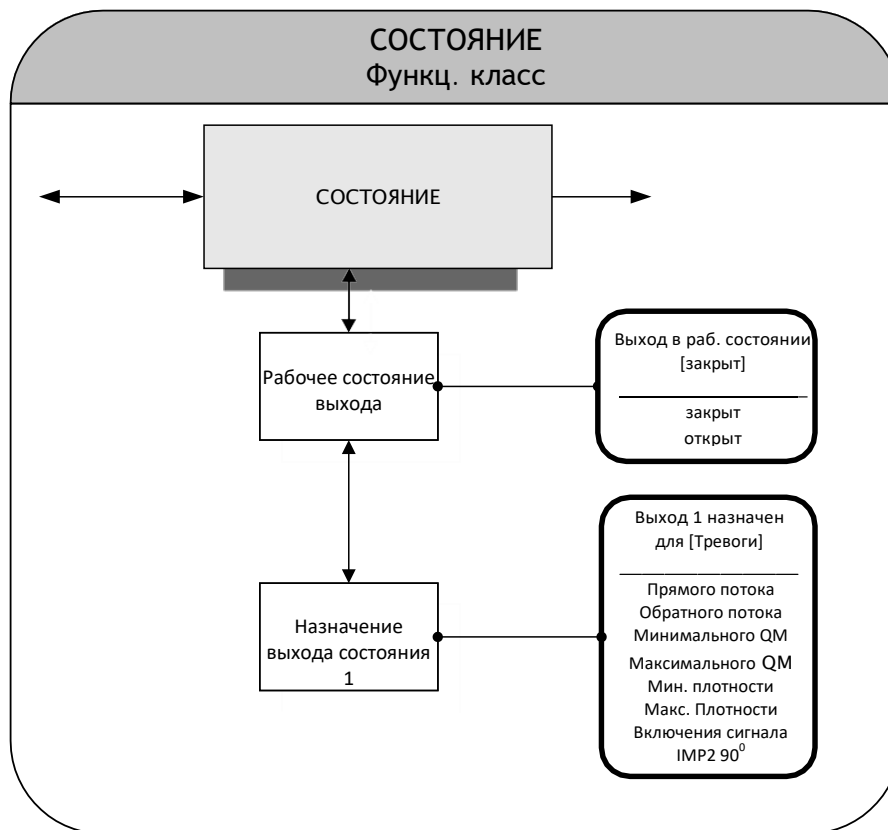 СОСТОЯНИЕ
Функц. класс
СОСТОЯНИЕ
Рабочее состояние
выхода
Выход в раб. состоянии
[закрыт]
закрыт
открыт
Назначение
выхода состояния
1
Выход 1 назначен
для [Тревоги]
Прямого потока
Обратного потока
Минимального QM
Максимального QM
Мин. плотности
Макс. Плотности
Включения сигнала
IMP2 90⁰